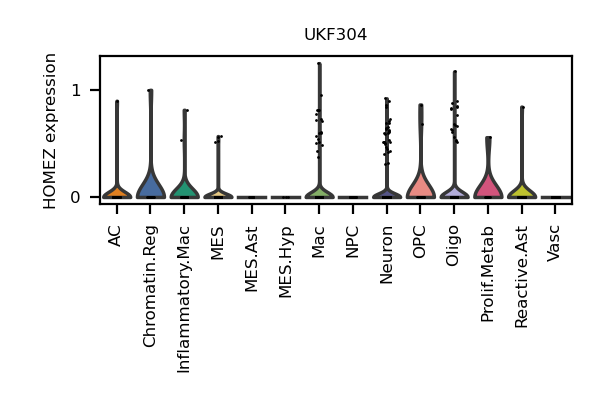 UKF304
HOMEZ expression
1
0
AC
Chromatin.Reg
Inflammatory.Mac
MES
MES.Ast
MES.Hyp
Mac
NPC
Neuron
OPC
Oligo
Prolif.Metab
Reactive.Ast
Vasc